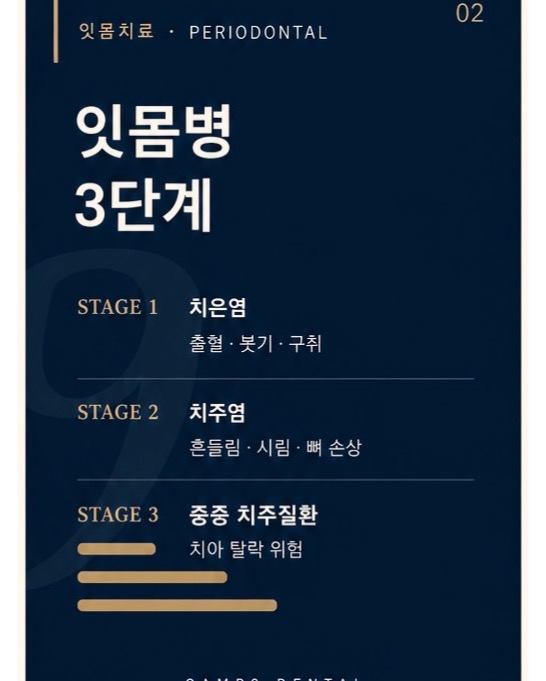 02
잇몸치료 · PERIODONTAL
잇몸병
3단계
STAGE 1 치은염
출혈 · 붓기 · 구취
STAGE 2 치주염
흔들림 · 시림 · 뼈 손상
STAGE 3 중중 치주질환
치아 탈락 위험